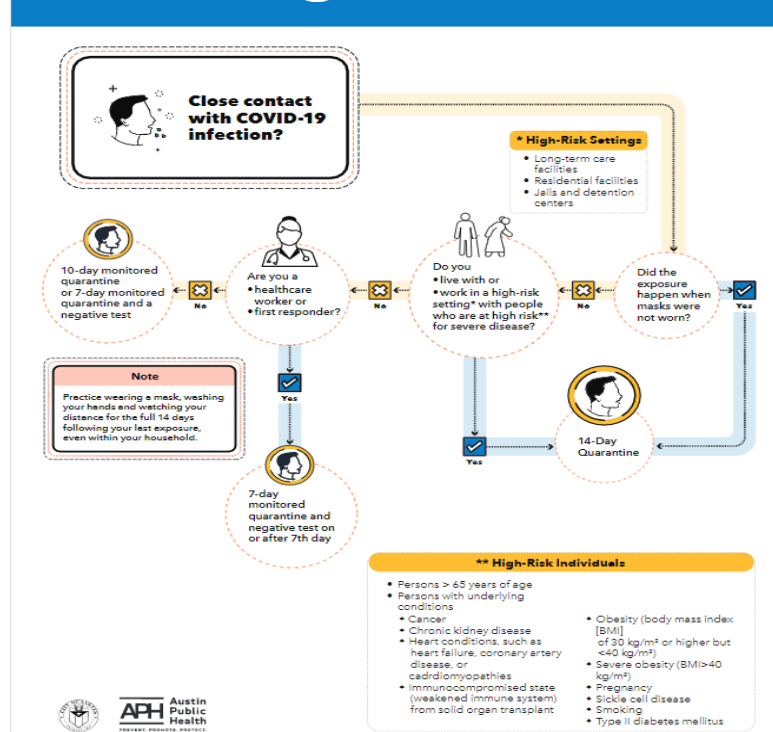 Close contact
with COVID-19
infection?
* High-Risk Settings
• Long-term care
facilities
• Residential facilities
• Jails and detention
centers
Did the
exposure
happen when
masks were
not worn?
Yes
No
Do you
•live with or
•work in a high-risk
setting* with people
who are at high risk**
for severe disease?
No
Are you a
•healthcare
worker or
•first responder?
No
10-day monitored
quarantine
or 7-day monitored
quarantine and a
negative test
Note
Practice wearing a mask, washing
your hands and watching your
distance for the full 14 days
following your last exposure,
even within your household.
Yes
7-day
monitored
quarantine and
negative test on
or after 7th day
Yes
14-Day
Quarantine
** High-Risk Individuals
• Persons > 65 years of age
• Persons with underlying
conditions
• Cancer
• Chronic kidney disease
• Heart conditions, such as
heart failure, coronary artery
disease, or
cadrdiomyopathies
• Immunocompromised state
(weakened immune system)
from solid organ transplant
• Obesity (body mass index
[BMI]
of 30 kg/m² or higher but
<40 kg/m²)
• Severe obesity (BMI>40
kg/m²)
• Pregnancy
• Sickle cell disease
• Smoking
• Type II diabetes mellitus
APH
Austin
Public
Health
PREVENT. PROMOTE. PROTECT.